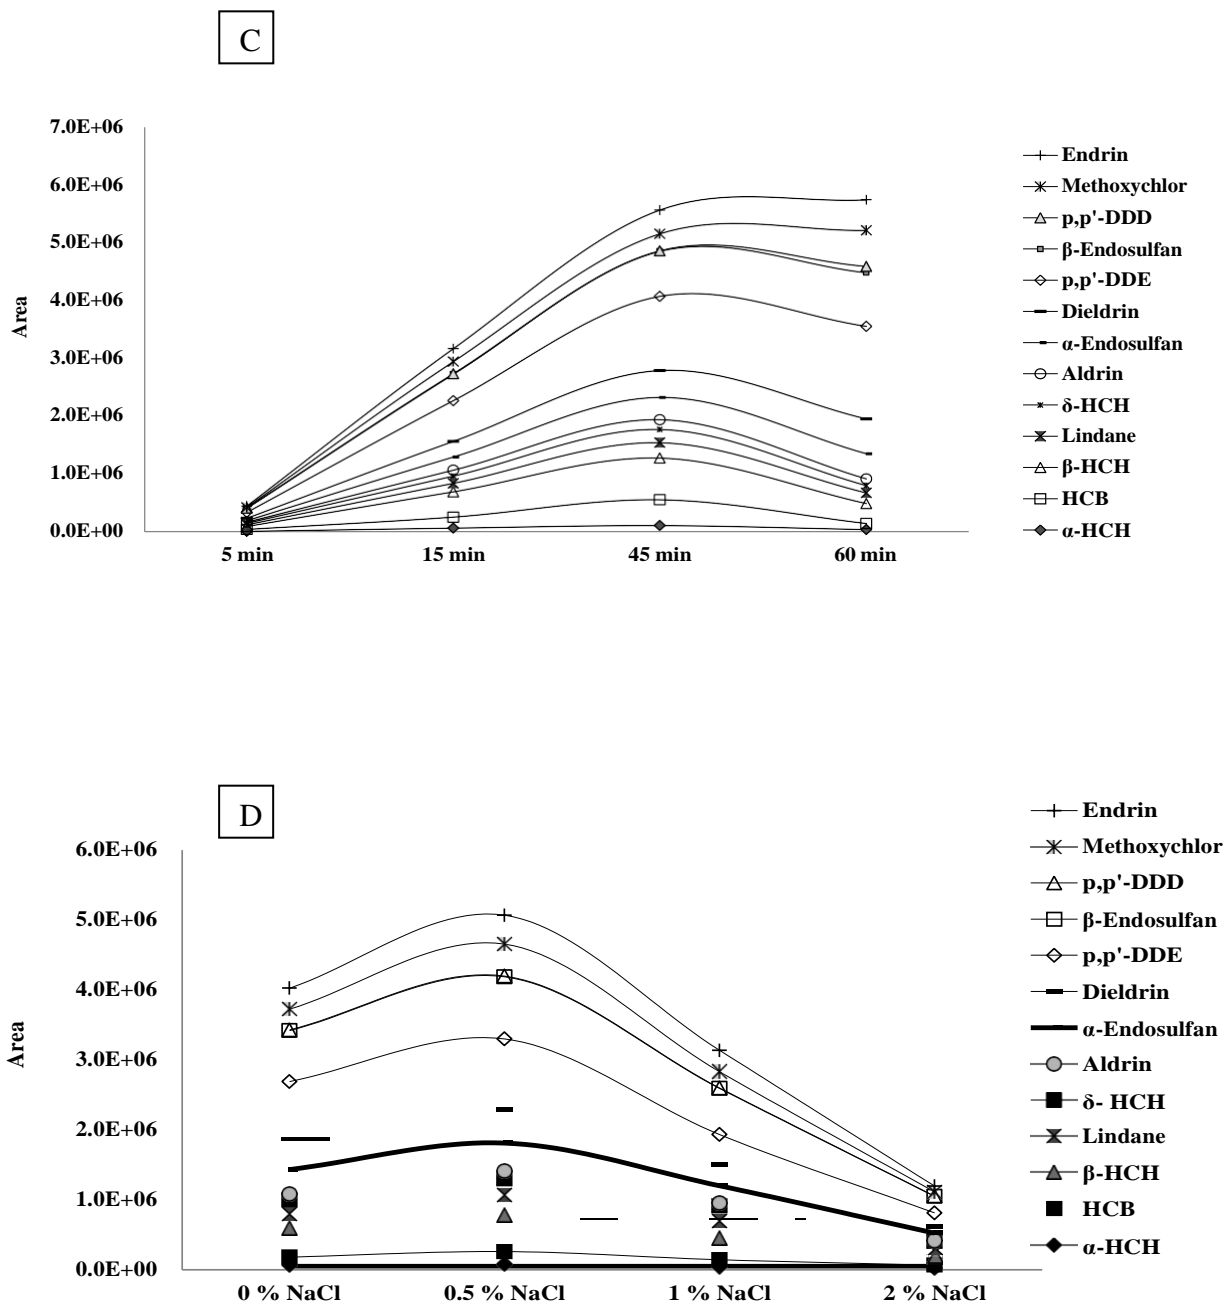 C
7.0E+06
6.0E+06
5.0E+06
4.0E+06
3.0E+06
2.0E+06
1.0E+06
0.0E+00
Area
5 min
15 min
45 min
60 min
Endrin
Methoxychlor
p,p'-DDD
β-Endosulfan
p,p'-DDE
Dieldrin
α-Endosulfan
Aldrin
δ-HCH
Lindane
β-HCH
HCB
α-HCH
D
6.0E+06
5.0E+06
4.0E+06
3.0E+06
2.0E+06
1.0E+06
0.0E+00
Area
0 % NaCl
0.5 % NaCl
1 % NaCl
2 % NaCl
Endrin
Methoxychlor
p,p'-DDD
β-Endosulfan
p,p'-DDE
Dieldrin
α-Endosulfan
Aldrin
δ- HCH
Lindane
β-HCH
HCB
α-HCH